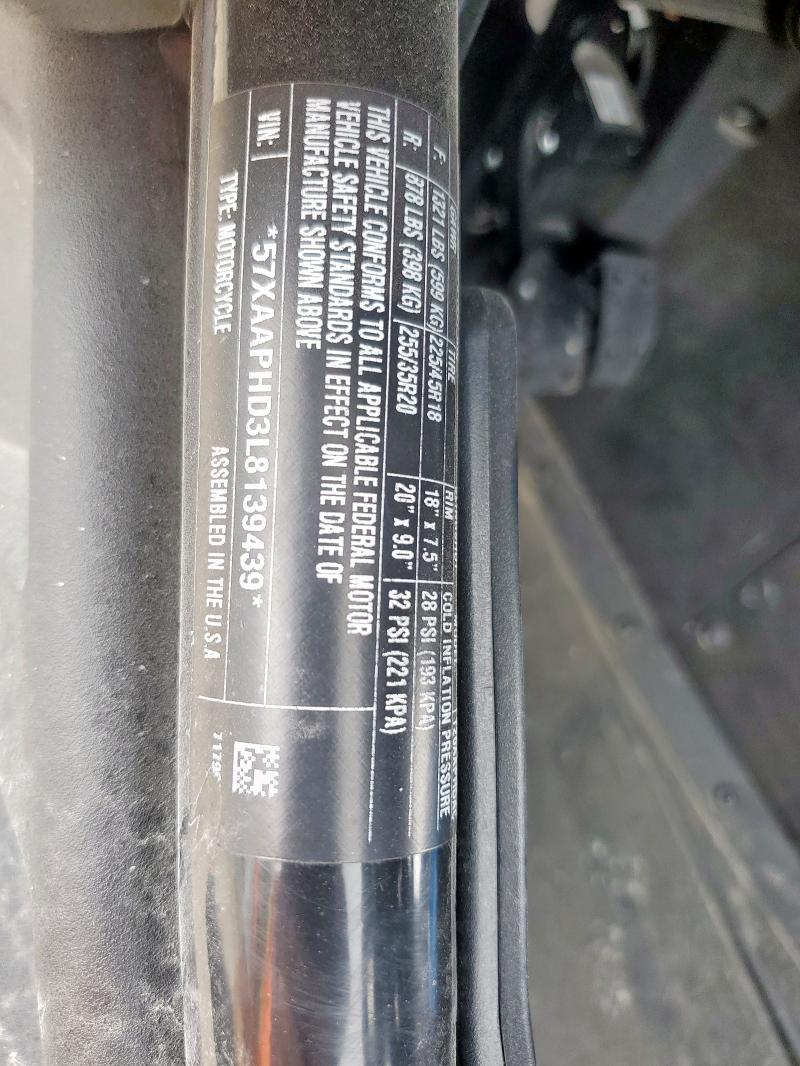 GAWR TIRE RIM COLD INFLATION PRESSURE
F: 1321 LBS (599 KG) 225/45R18 18" x 7.5" 28 PSI (193 KPA)
R: 878 LBS (398 KG) 255/35R20 20" x 9.0" 32 PSI (221 KPA)
THIS VEHICLE CONFORMS TO ALL APPLICABLE FEDERAL MOTOR
VEHICLE SAFETY STANDARDS IN EFFECT ON THE DATE OF
MANUFACTURE SHOWN ABOVE
VIN: *57XAAPHD3L8139439*
TYPE: MOTORCYCLE ASSEMBLED IN THE U.S.A